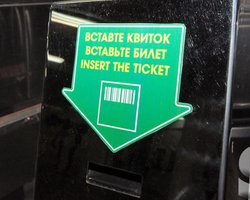 ВСТАВТЕ КВИТОК
ВСТАВЬТЕ БИЛЕТ
INSERT THE TICKET